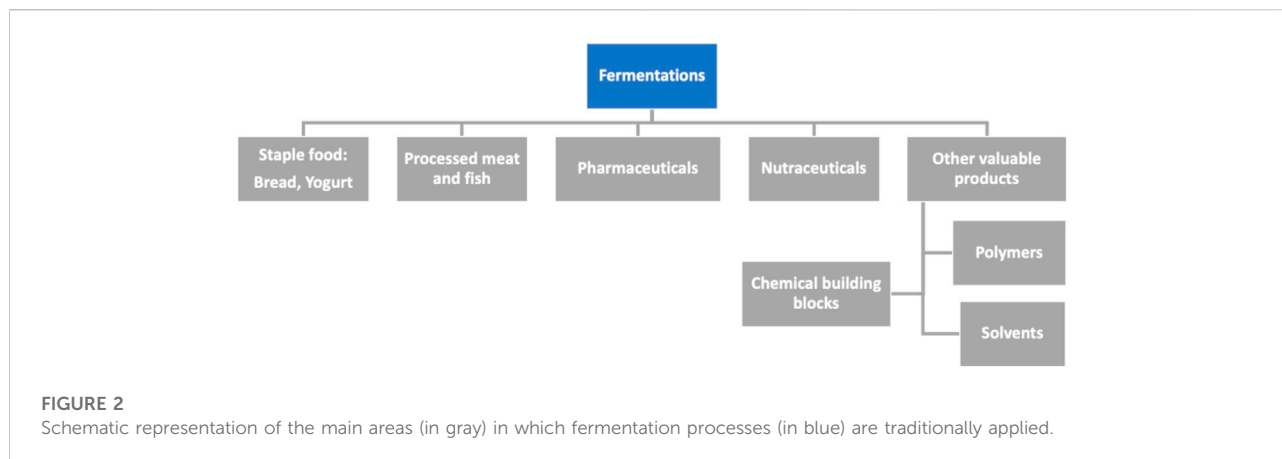 Fermentations
Staple food:
Bread, Yogurt
Processed meat
and fish
Pharmaceuticals
Nutraceuticals
Other valuable
products
Polymers
Chemical building
blocks
Solvents
FIGURE 2
Schematic representation of the main areas (in gray) in which fermentation processes (in blue) are traditionally applied.